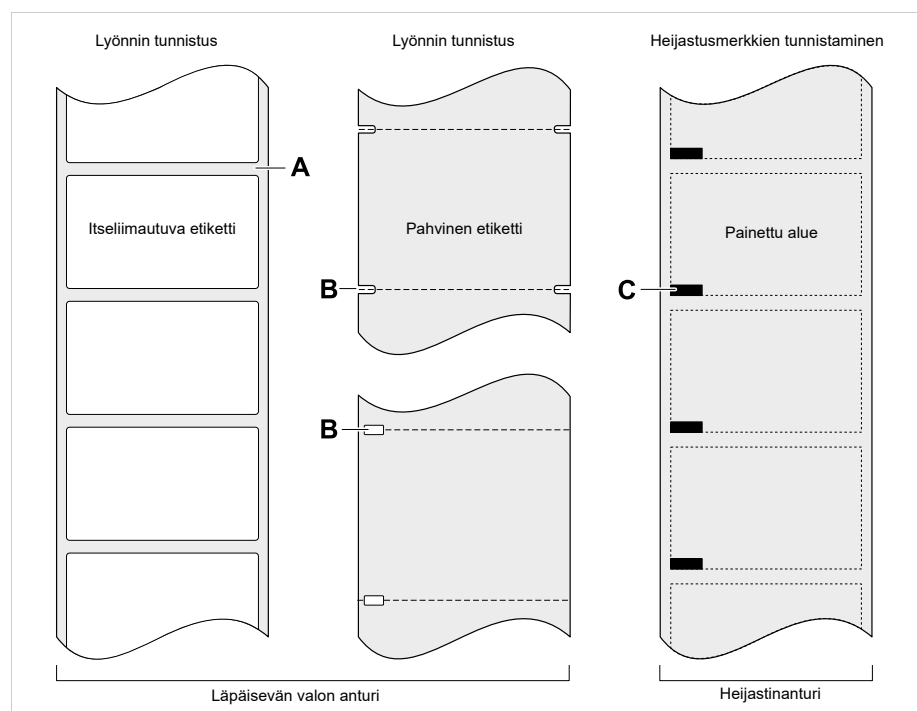 Lyönnin tunnistus
Lyönnin tunnistus
Heijastusmerkkien tunnistaminen
A
Itseliimautuva etiketti
Pahvinen etiketti
Painettu alue
B
C
B
Läpäisevän valon anturi
Heijastinanturi